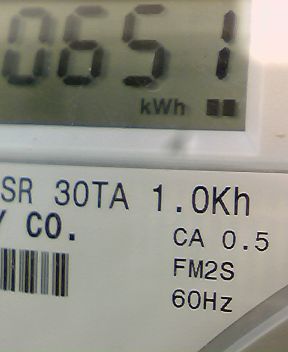 0651
kWh
SR 30TA 1.0Kh
Y CO.
CA 0.5
FM2S
60Hz